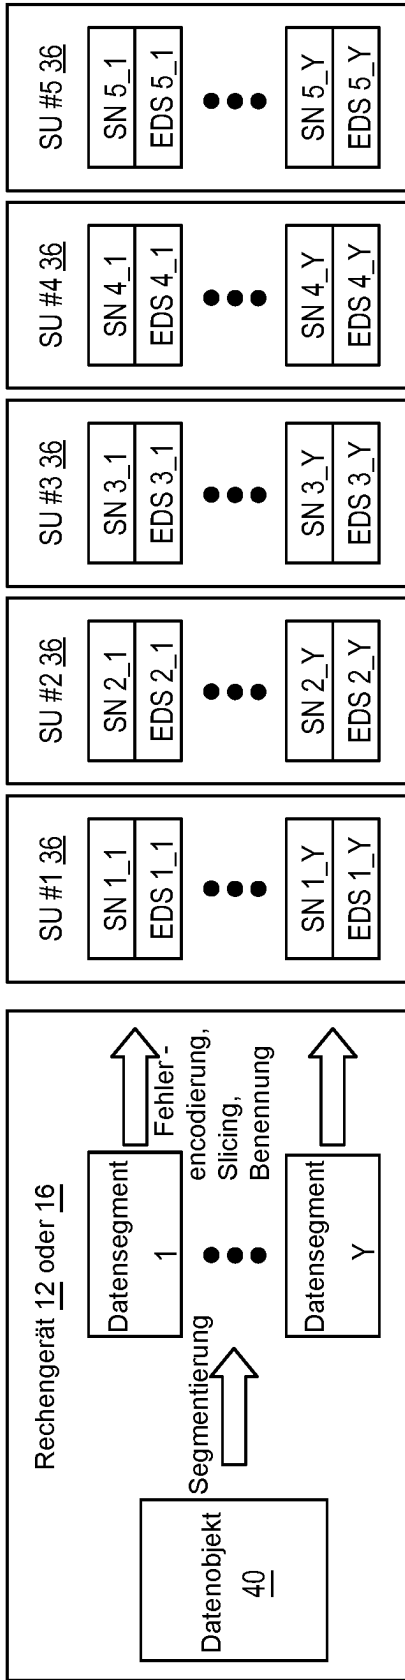 Rechengerät 12 oder 16
Datenobjekt
40
Segmentierung
Datensegment
1
Datensegment
Y
Fehler -
encodierung,
Slicing,
Benennung
SU #1 36
SN 1_1
EDS 1_1
SN 1_Y
EDS 1_Y
SU #2 36
SN 2_1
EDS 2_1
SN 2_Y
EDS 2_Y
SU #3 36
SN 3_1
EDS 3_1
SN 3_Y
EDS 3_Y
SU #4 36
SN 4_1
EDS 4_1
SN 4_Y
EDS 4_Y
SU #5 36
SN 5_1
EDS 5_1
SN 5_Y
EDS 5_Y